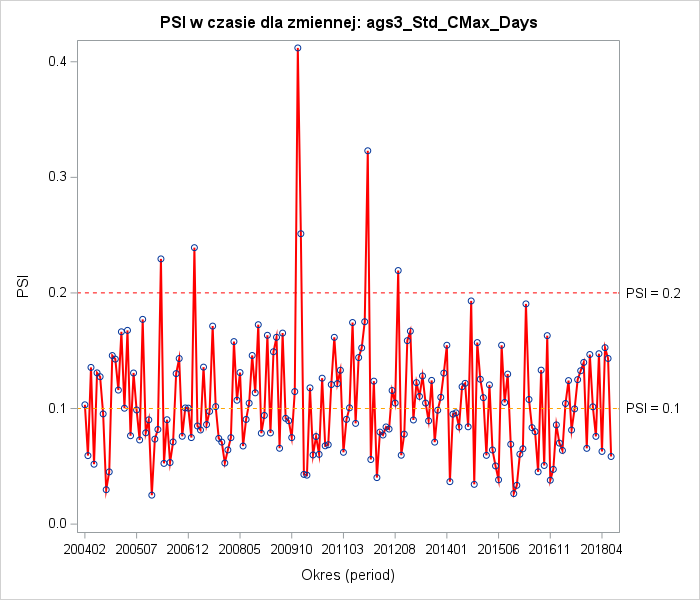 PSI w czasie dla zmiennej: ags3_Std_CMax_Days
0.4
0.3
0.2
0.1
0.0
PSI
PSI = 0.2
PSI = 0.1
200402 200507 200612 200805 200910 201103 201208 201401 201506 201611 201804
Okres (period)